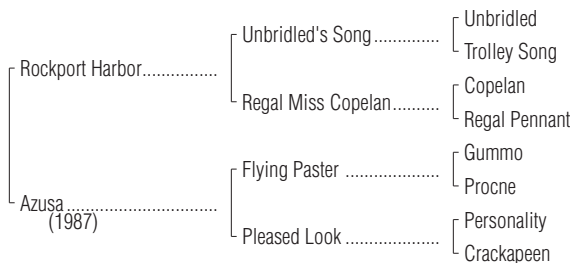 Unbridled
Unbridled's Song..............
Trolley Song
Rockport Harbor................
Copelan
Regal Miss Copelan..........
Regal Pennant
Gummo
Flying Paster ....................
Procne
Azusa ................................
(1987)
Personality
Pleased Look ....................
Crackapeen